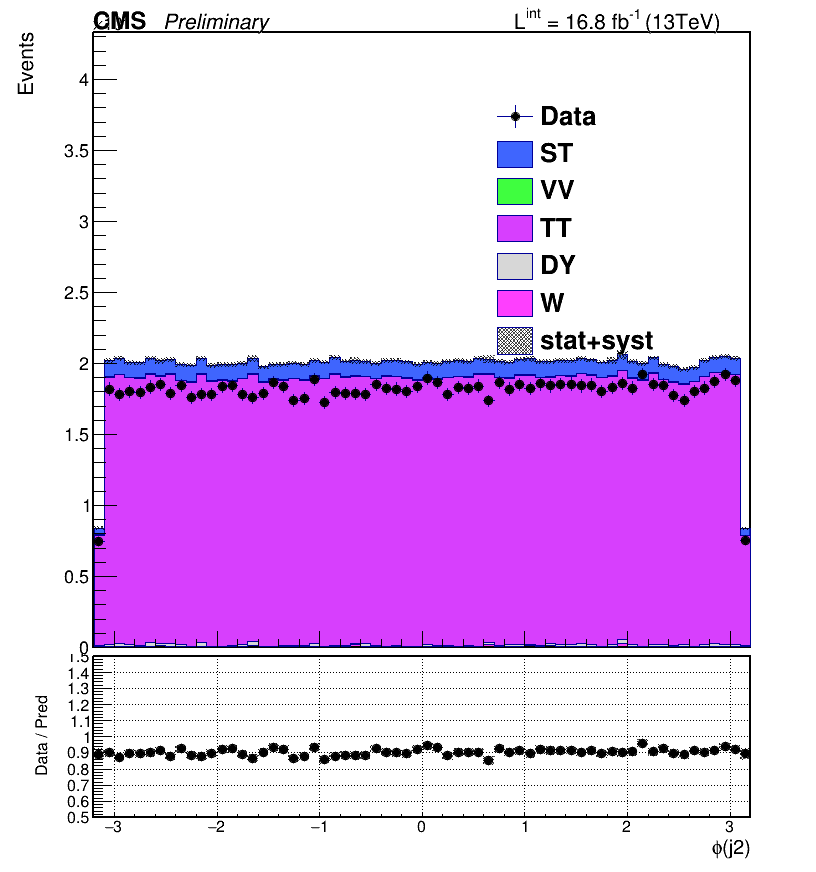 CMS Preliminary L^int = 16.8 fb^-1 (13TeV)
Events
4
3.5
3
2.5
2
1.5
1
0.5
0
Data
ST
VV
TT
DY
W
stat+syst
Data / Pred
1.5
1.4
1.3
1.2
1.1
1
0.9
0.8
0.7
0.6
0.5
−3 −2 −1 0 1 2 3
ϕ(j2)